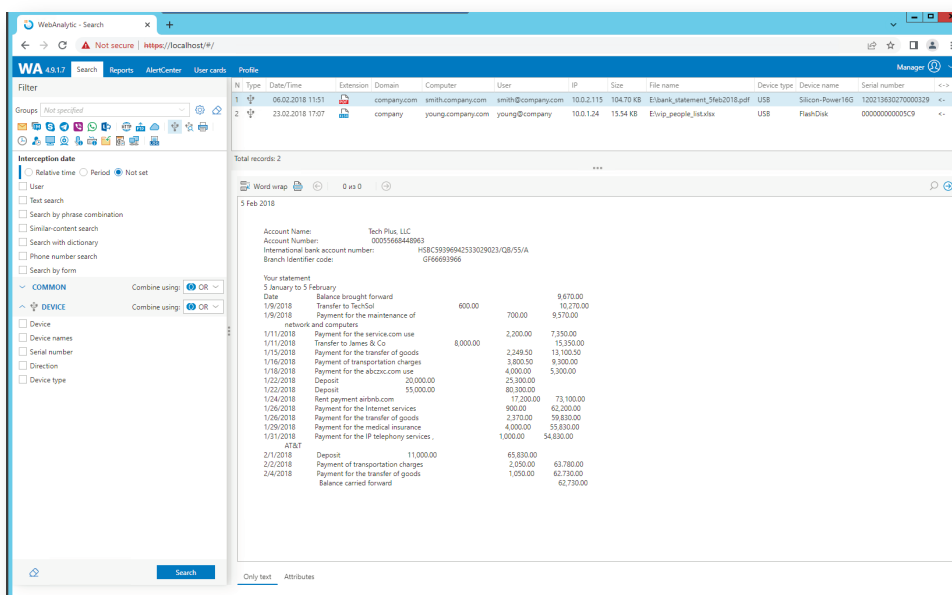 WebAnalytic - Search
Not secure | https://localhost/#/
WA 4.9.1.7 Search Reports AlertCenter User cards Profile Manager
Filter
Groups Not specified
Interception date
Relative time Period Not set
User
Text search
Search by phrase combination
Similar-content search
Search with dictionary
Phone number search
Search by form
COMMON Combine using: OR
DEVICE Combine using: OR
Device
Device names
Serial number
Direction
Device type
Search
N Type Date/Time Extension Domain Computer User IP Size File name Device type Device name Serial number <->
1 06.02.2018 11:51 company.com smith.company.com smith@company.com 10.0.2.115 104.70 KB E:\bank_statement_5feb2018.pdf USB Silicon-Power16G 120213630270000329 <-
2 23.02.2018 17:07 company young.company.com young@company 10.0.1.24 15.54 KB E:\vip_people_list.xlsx USB FlashDisk 000000000005C9 <-
Total records: 2
Word wrap 0 из 0
5 Feb 2018
Account Name: Tech Plus, LLC
Account Number: 00055668448963
International bank account number: HSBC59396942533029023/QB/55/A
Branch Identifier code: GF66693966
Your statement
5 January to 5 February
Date Balance brought forward 9,670.00
1/9/2018 Transfer to TechSol 600.00 10,270.00
1/9/2018 Payment for the maintenance of 700.00 9,570.00
network and computers
1/11/2018 Payment for the service.com use 2,200.00 7,350.00
1/11/2018 Transfer to James & Co 8,000.00 15,350.00
1/15/2018 Payment for the transfer of goods 2,249.50 13,100.50
1/16/2018 Payment of transportation charges 3,800.50 9,300.00
1/18/2018 Payment for the abczxc.com use 4,000.00 5,300.00
1/22/2018 Deposit 20,000.00 25,300.00
1/22/2018 Deposit 55,000.00 80,300.00
1/24/2018 Rent payment airbnb.com 17,200.00 73,100.00
1/26/2018 Payment for the Internet services 900.00 62,200.00
1/26/2018 Payment for the transfer of goods 2,370.00 59,830.00
1/29/2018 Payment for the medical insurance 4,000.00 55,830.00
1/31/2018 Payment for the IP telephony services , 1,000.00 54,830.00
AT&T
2/1/2018 Deposit 11,000.00 65,830.00
2/2/2018 Payment of transportation charges 2,050.00 63,780.00
2/4/2018 Payment for the transfer of goods 1,050.00 62,730.00
Balance carried forward 62,730.00
Only text Attributes